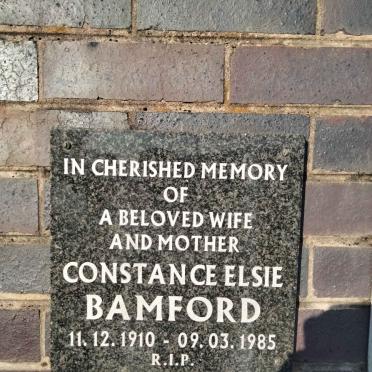 IN CHERISHED MEMORY
OF
A BELOVED WIFE
AND MOTHER
CONSTANCE ELSIE
BAMFORD
11. 12. 1910 - 09. 03. 1985
R.I.P.